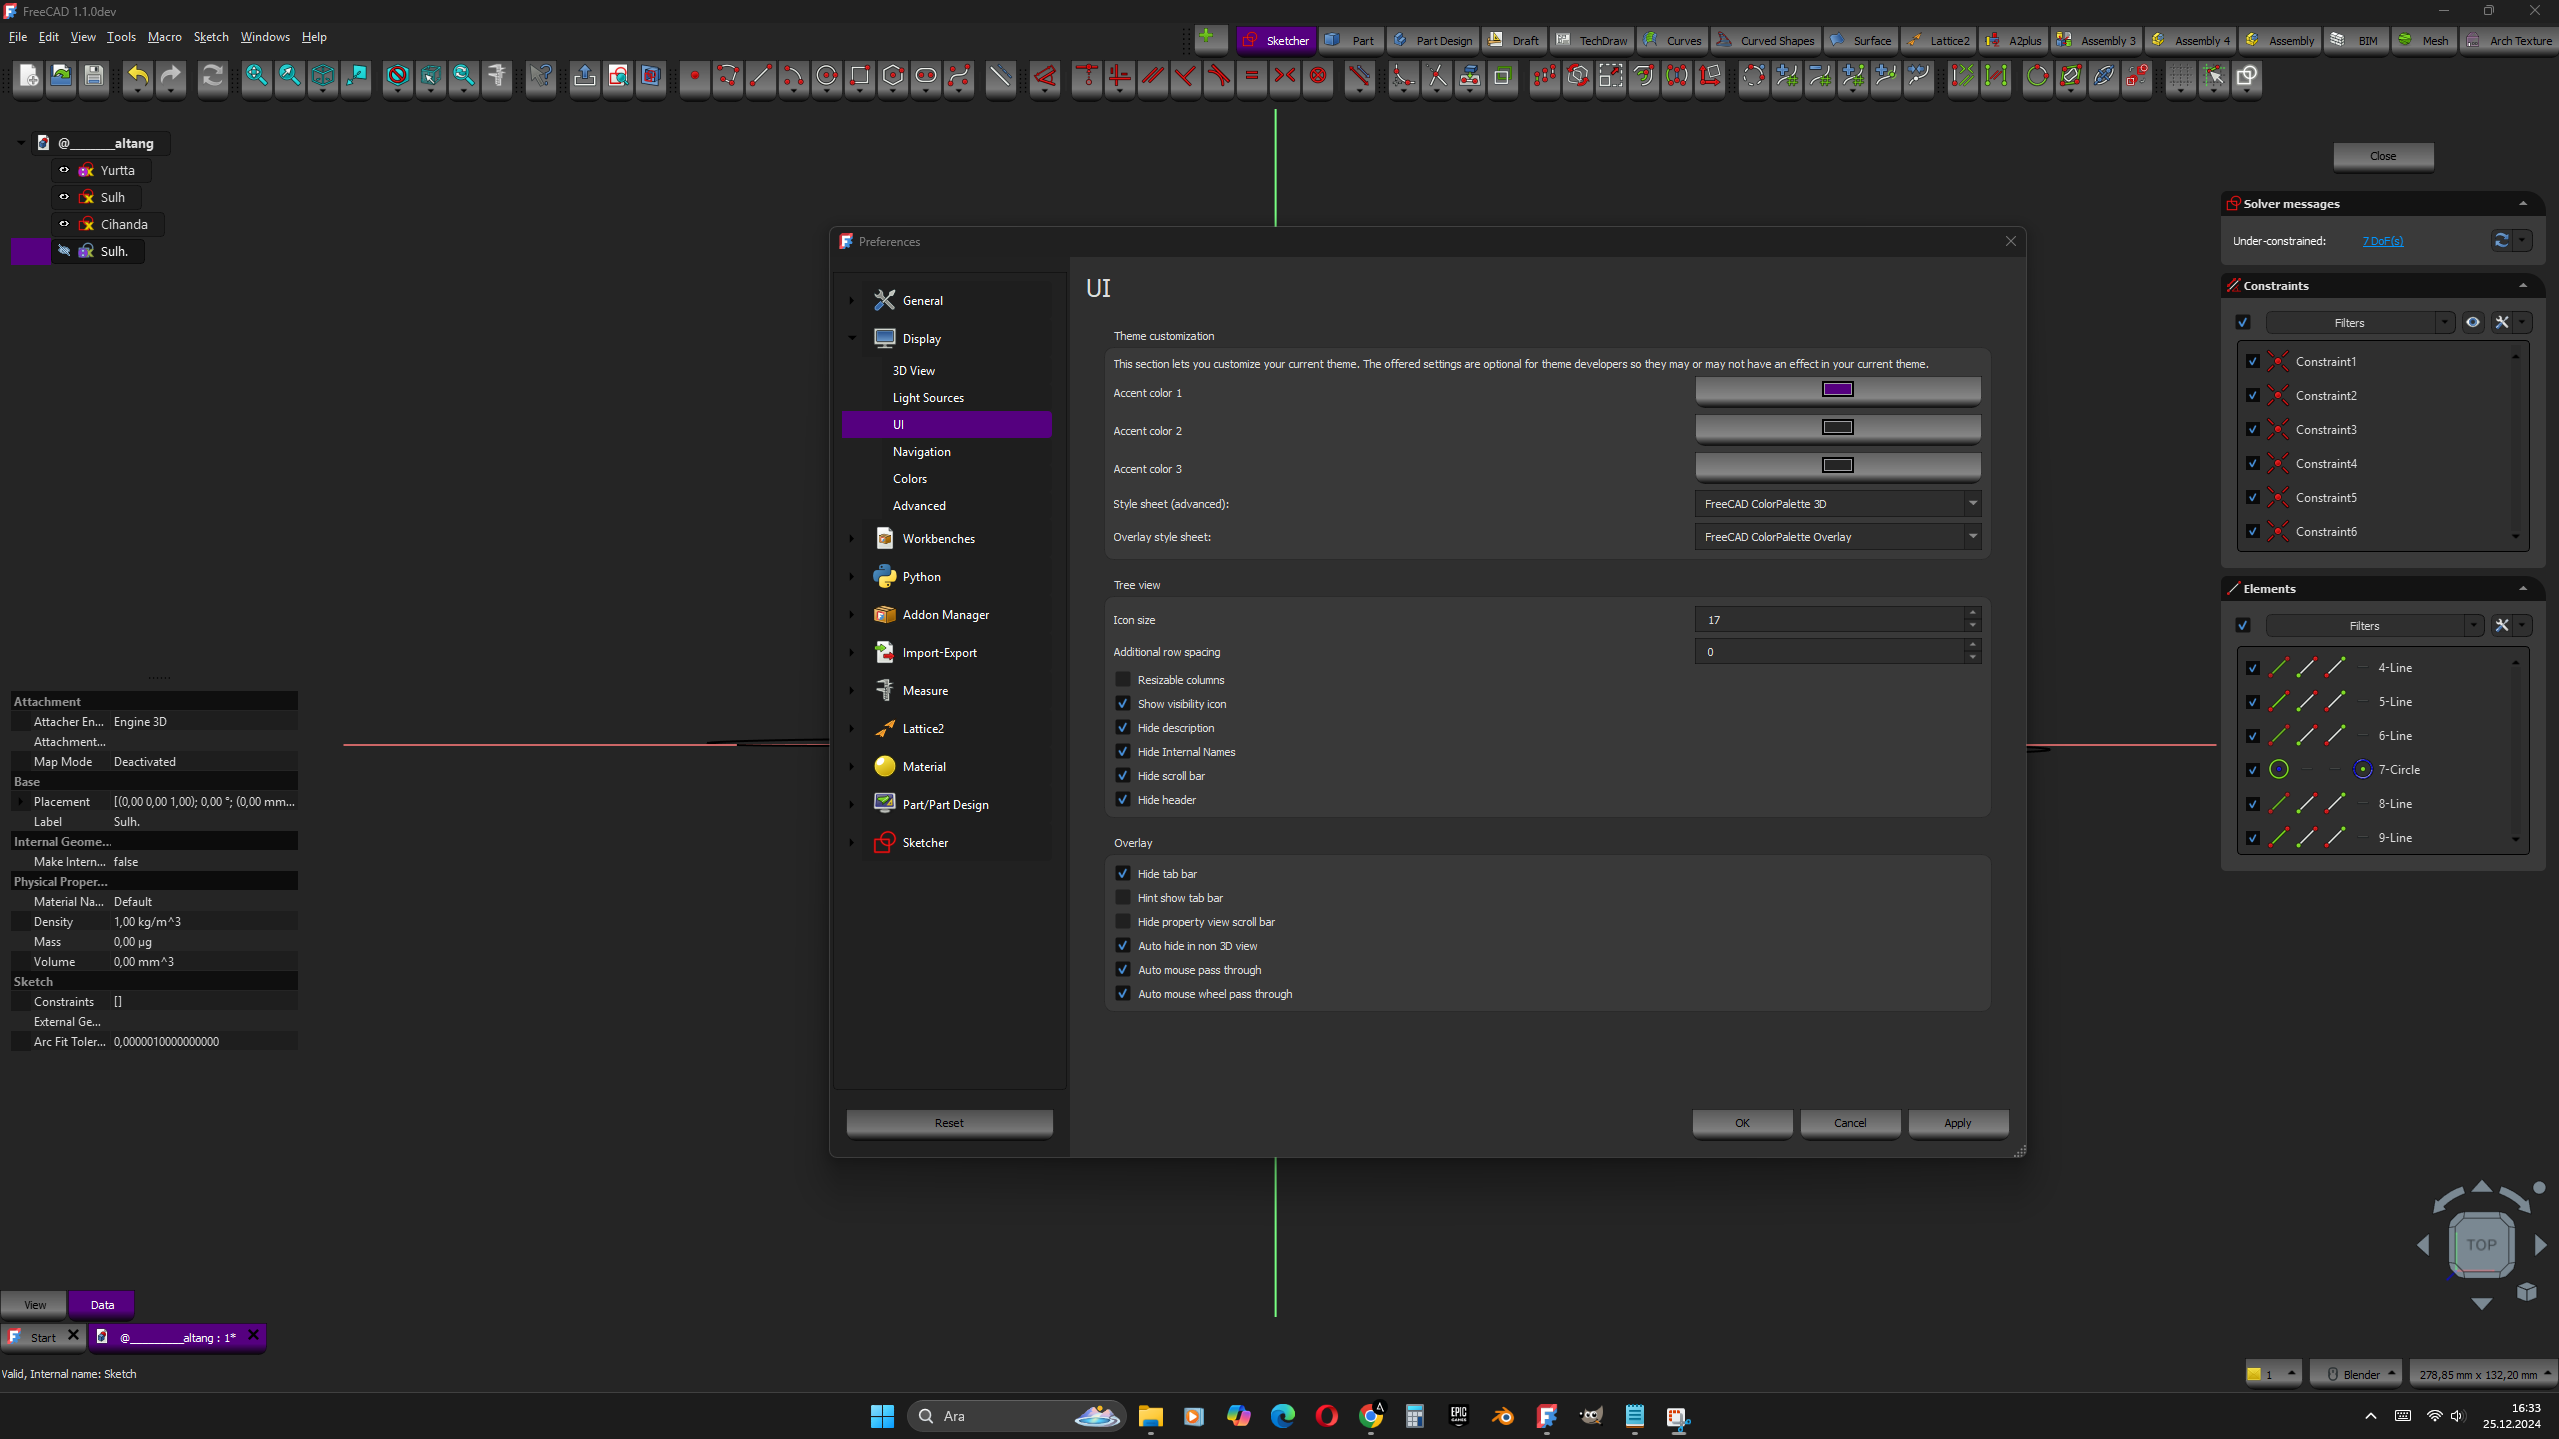 FreeCAD 1.1.0dev
File Edit View Tools Macro Sketch Windows Help
Sketcher Part Part Design Draft TechDraw Curves Curved Shapes Surface Lattice2 A2plus Assembly 3 Assembly 4 Assembly BIM Mesh Arch Texture
@_______altang
Yurtta
Sulh
Cihanda
Sulh.
Close
Solver messages
Under-constrained: 7 DoF(s)
Constraints
Filters
Constraint1
Constraint2
Constraint3
Constraint4
Constraint5
Constraint6
Elements
Filters
4-Line
5-Line
6-Line
7-Circle
8-Line
9-Line
Preferences
General
Display
3D View
Light Sources
UI
Navigation
Colors
Advanced
Workbenches
Python
Addon Manager
Import-Export
Measure
Lattice2
Material
Part/Part Design
Sketcher
Reset
UI
Theme customization
This section lets you customize your current theme. The offered settings are optional for theme developers so they may or may not have an effect in your current theme.
Accent color 1
Accent color 2
Accent color 3
Style sheet (advanced): FreeCAD ColorPalette 3D
Overlay style sheet: FreeCAD ColorPalette Overlay
Tree view
Icon size 17
Additional row spacing 0
Resizable columns
Show visibility icon
Hide description
Hide Internal Names
Hide scroll bar
Hide header
Overlay
Hide tab bar
Hint show tab bar
Hide property view scroll bar
Auto hide in non 3D view
Auto mouse pass through
Auto mouse wheel pass through
OK Cancel Apply
Attachment
Attacher En... Engine 3D
Attachment...
Map Mode Deactivated
Base
Placement [(0,00 0,00 1,00); 0,00 °; (0,00 mm...
Label Sulh.
Internal Geome...
Make Intern... false
Physical Proper...
Material Na... Default
Density 1,00 kg/m^3
Mass 0,00 µg
Volume 0,00 mm^3
Sketch
Constraints []
External Ge...
Arc Fit Toler... 0,0000010000000000
TOP
View Data
Start @_________altang : 1*
Valid, Internal name: Sketch
1 Blender 278,85 mm x 132,20 mm
Ara
EPIC GAMES
16:33
25.12.2024